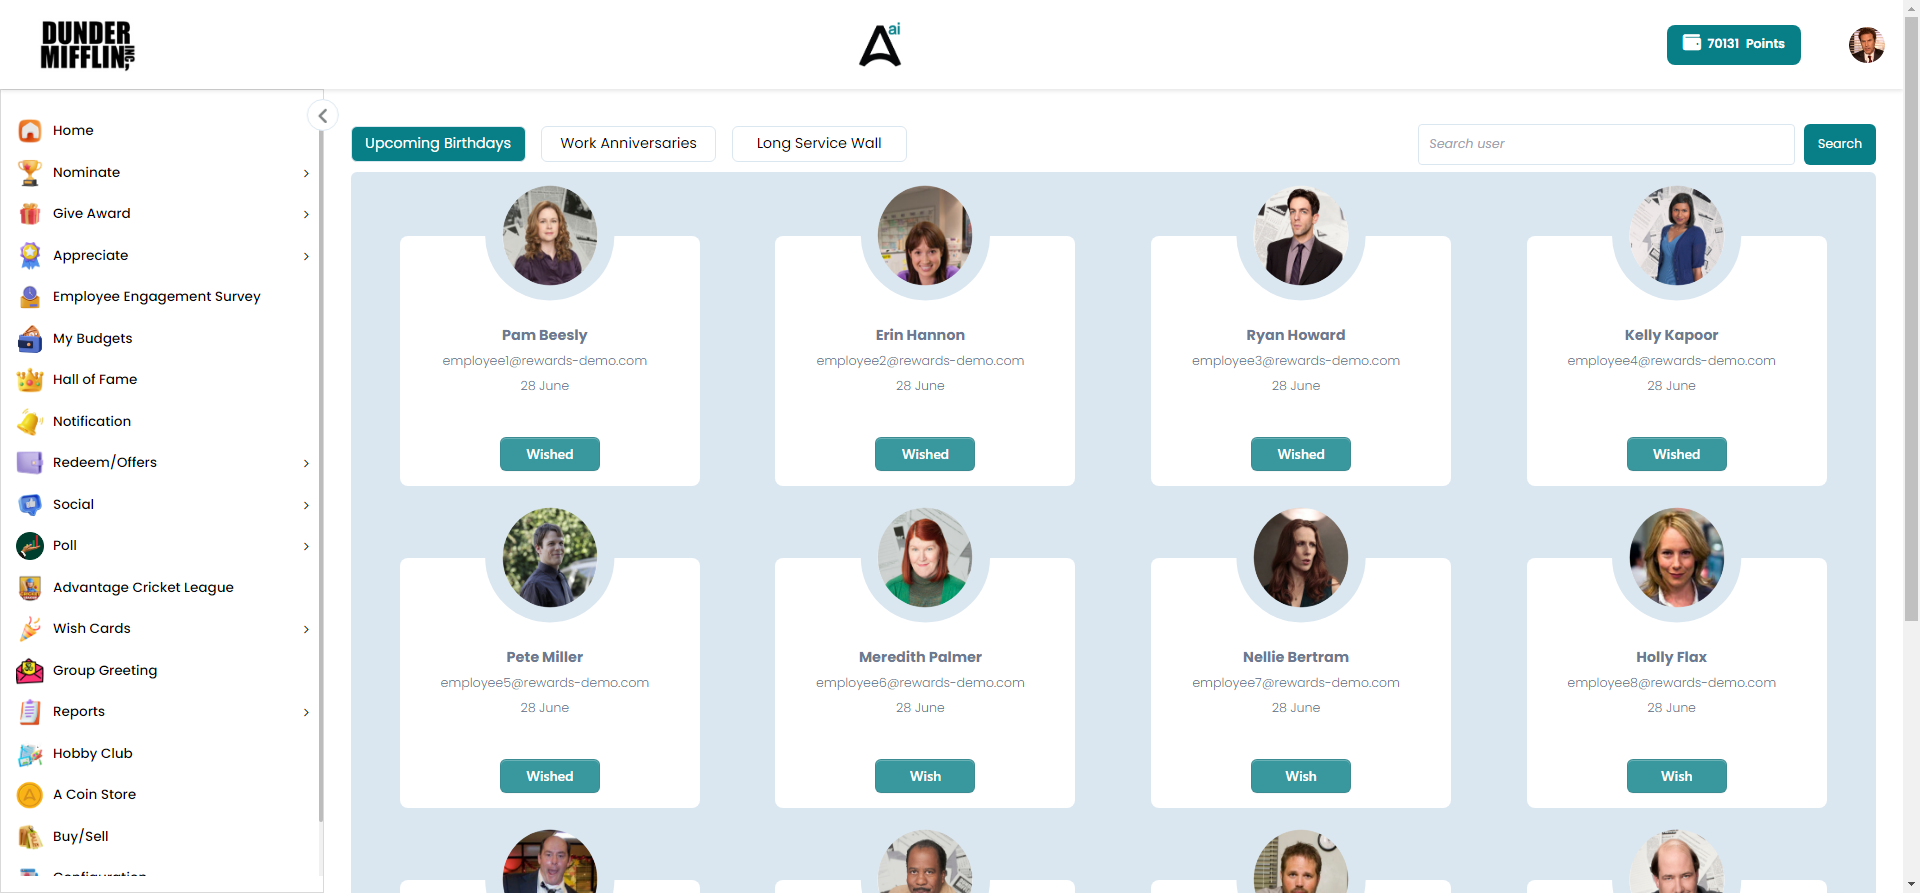 DUNDER
MIFFLIN, INC
ai
70131 Points
Home
Nominate
Give Award
Appreciate
Employee Engagement Survey
My Budgets
Hall of Fame
Notification
Redeem/Offers
Social
Poll
Advantage Cricket League
Wish Cards
Group Greeting
Reports
Hobby Club
A Coin Store
Buy/Sell
Configuration
Upcoming Birthdays
Work Anniversaries
Long Service Wall
Search user
Search
Pam Beesly
employee1@rewards-demo.com
28 June
Wished
Erin Hannon
employee2@rewards-demo.com
28 June
Wished
Ryan Howard
employee3@rewards-demo.com
28 June
Wished
Kelly Kapoor
employee4@rewards-demo.com
28 June
Wished
Pete Miller
employee5@rewards-demo.com
28 June
Wished
Meredith Palmer
employee6@rewards-demo.com
28 June
Wish
Nellie Bertram
employee7@rewards-demo.com
28 June
Wish
Holly Flax
employee8@rewards-demo.com
28 June
Wish